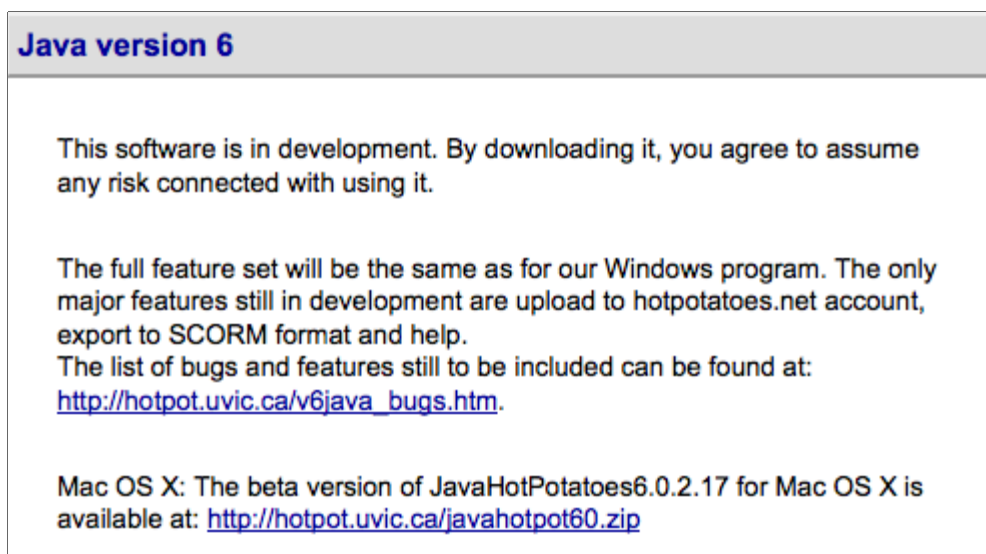 Java version 6
This software is in development. By downloading it, you agree to assume
any risk connected with using it.
The full feature set will be the same as for our Windows program. The only
major features still in development are upload to hotpotatoes.net account,
export to SCORM format and help.
The list of bugs and features still to be included can be found at:
http://hotpot.uvic.ca/v6java_bugs.htm.
Mac OS X: The beta version of JavaHotPotatoes6.0.2.17 for Mac OS X is
available at: http://hotpot.uvic.ca/javahotpot60.zip